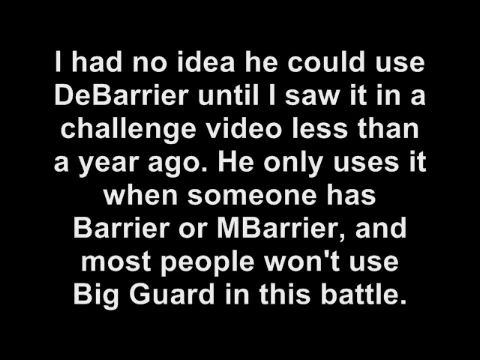 I had no idea he could use
DeBarrier until I saw it in a
challenge video less than
a year ago. He only uses it
when someone has
Barrier or MBarrier, and
most people won't use
Big Guard in this battle.